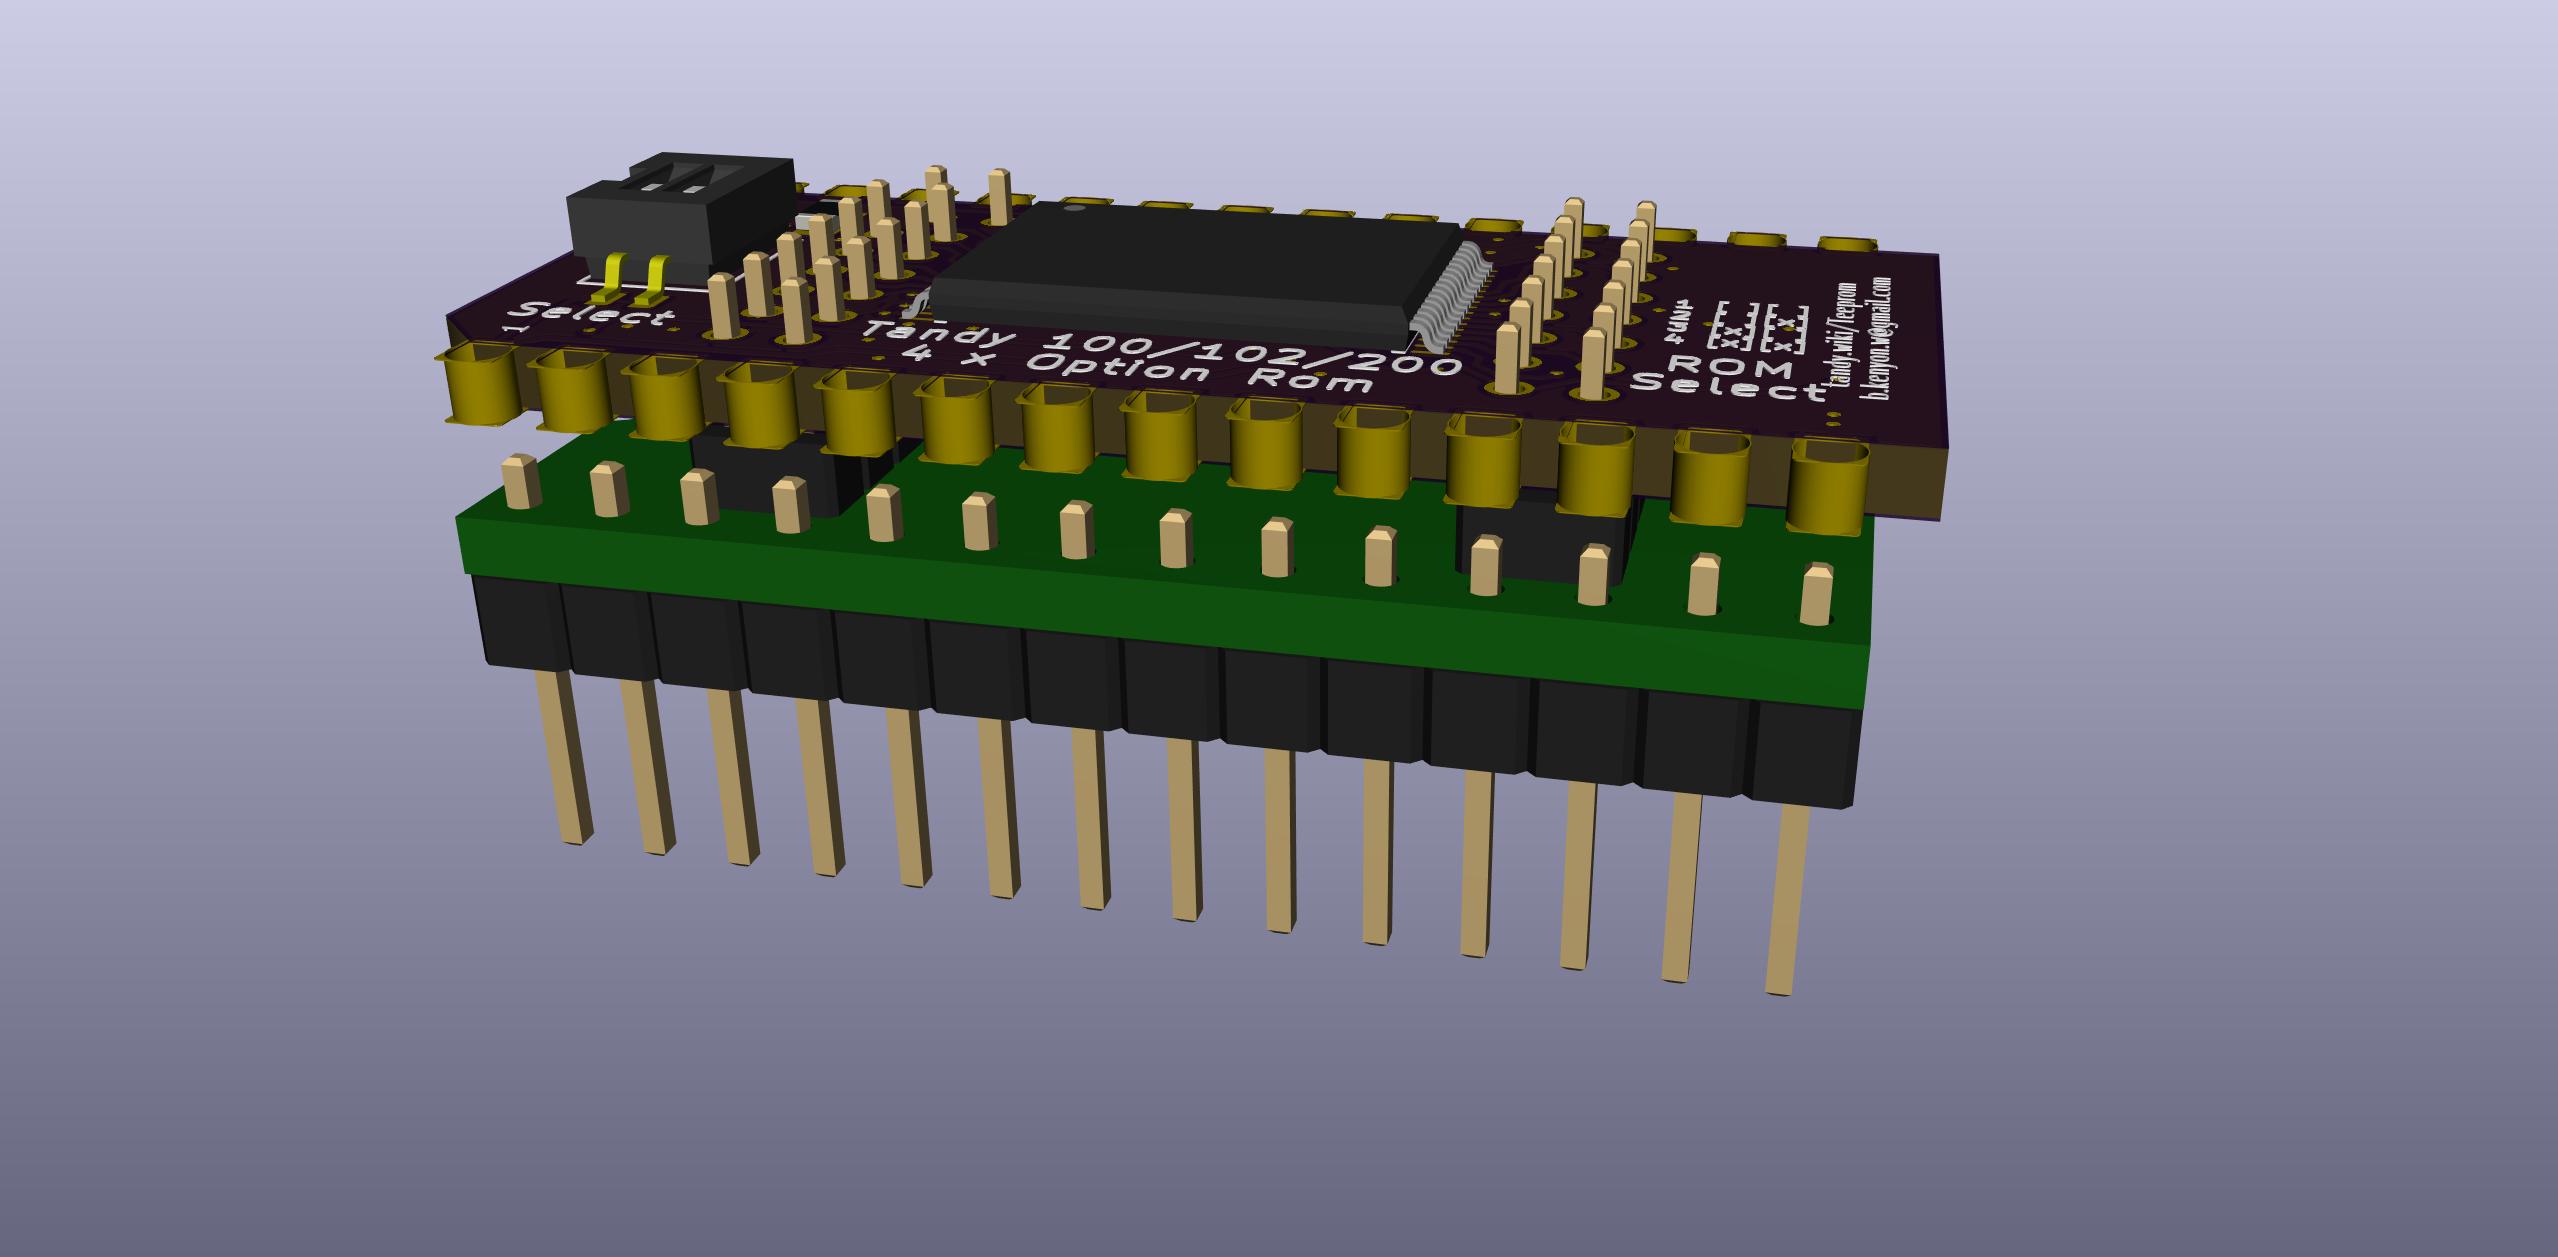 Select
1
Tandy 100/102/200
4 x Option Rom
ROM
Select
tandy.wiki/Teeprom
b.kenyon.w@gmail.com